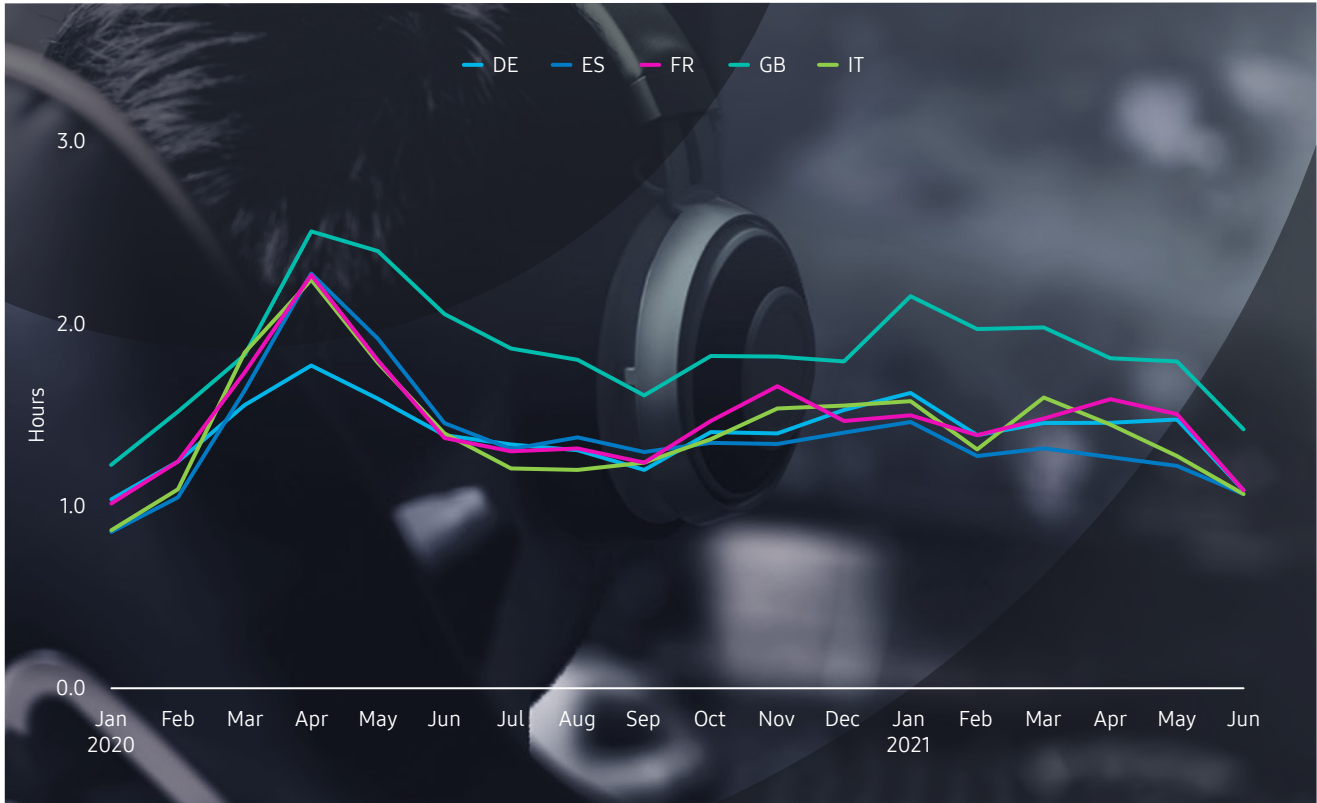 DE ES FR GB IT
3.0
2.0
Hours
1.0
0.0
Jan Feb Mar Apr May Jun Jul Aug Sep Oct Nov Dec Jan Feb Mar Apr May Jun
2020 2021